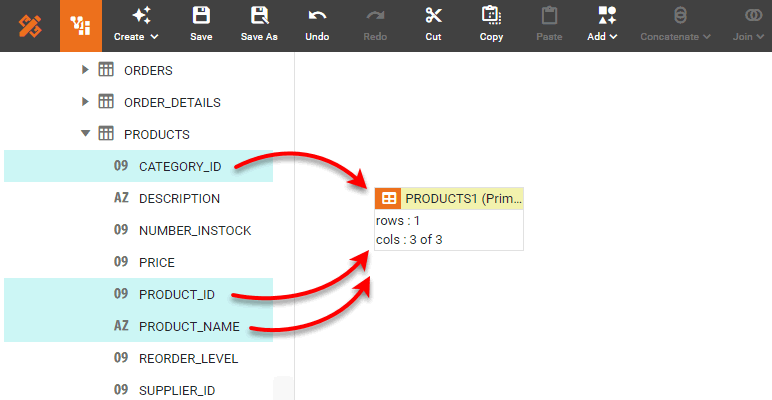 Create Save Save As Undo Redo Cut Copy Paste Add Concatenate Join
ORDERS
ORDER_DETAILS
PRODUCTS
09 CATEGORY_ID
AZ DESCRIPTION
09 NUMBER_INSTOCK
09 PRICE
09 PRODUCT_ID
AZ PRODUCT_NAME
09 REORDER_LEVEL
09 SUPPLIER_ID
PRODUCTS1 (Prim...
rows : 1
cols : 3 of 3